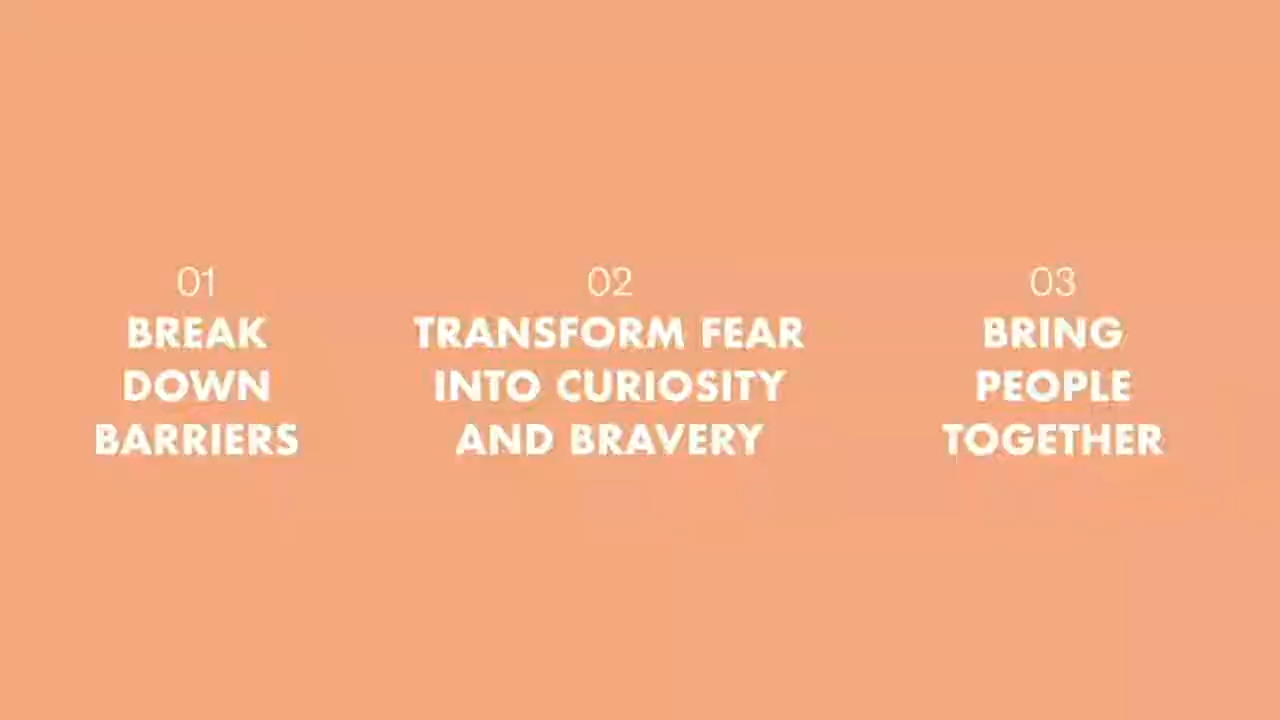 01
BREAK
DOWN
BARRIERS
02
TRANSFORM FEAR
INTO CURIOSITY
AND BRAVERY
03
BRING
PEOPLE
TOGETHER